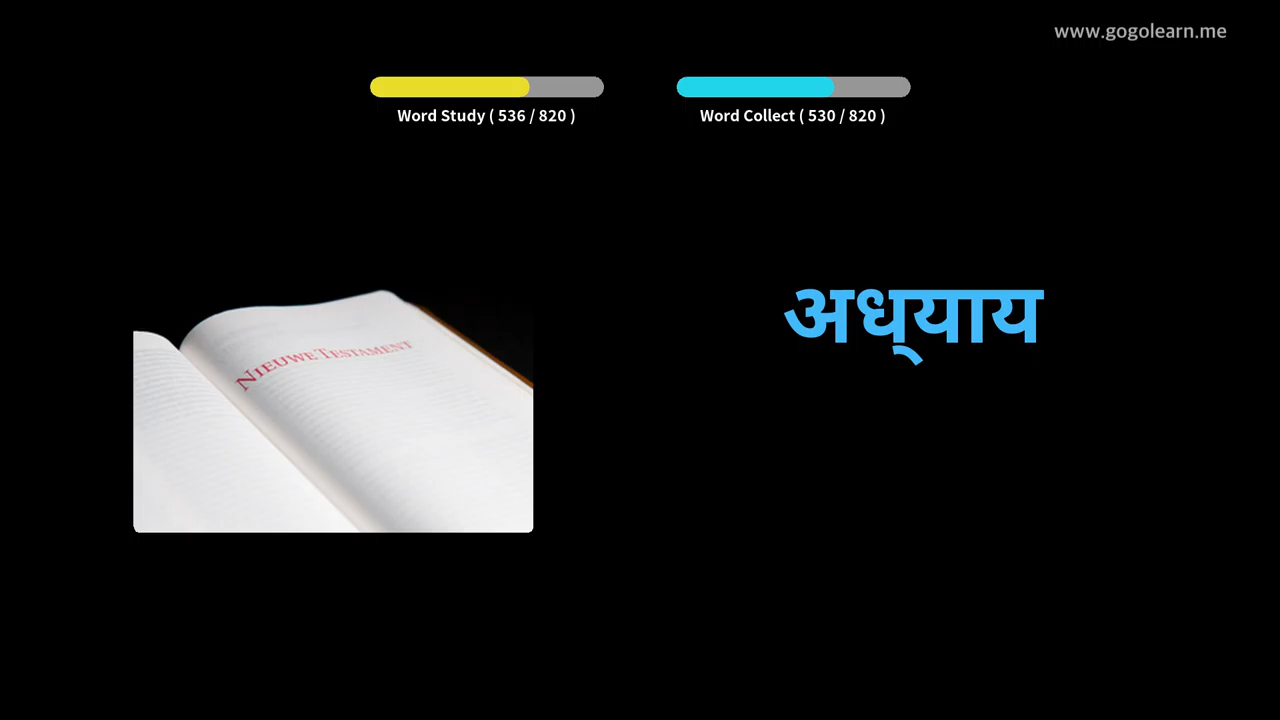 www.gogolearn.me
Word Study ( 536 / 820 )
Word Collect ( 530 / 820 )
अध्याय
NIEUWE TESTAMENT